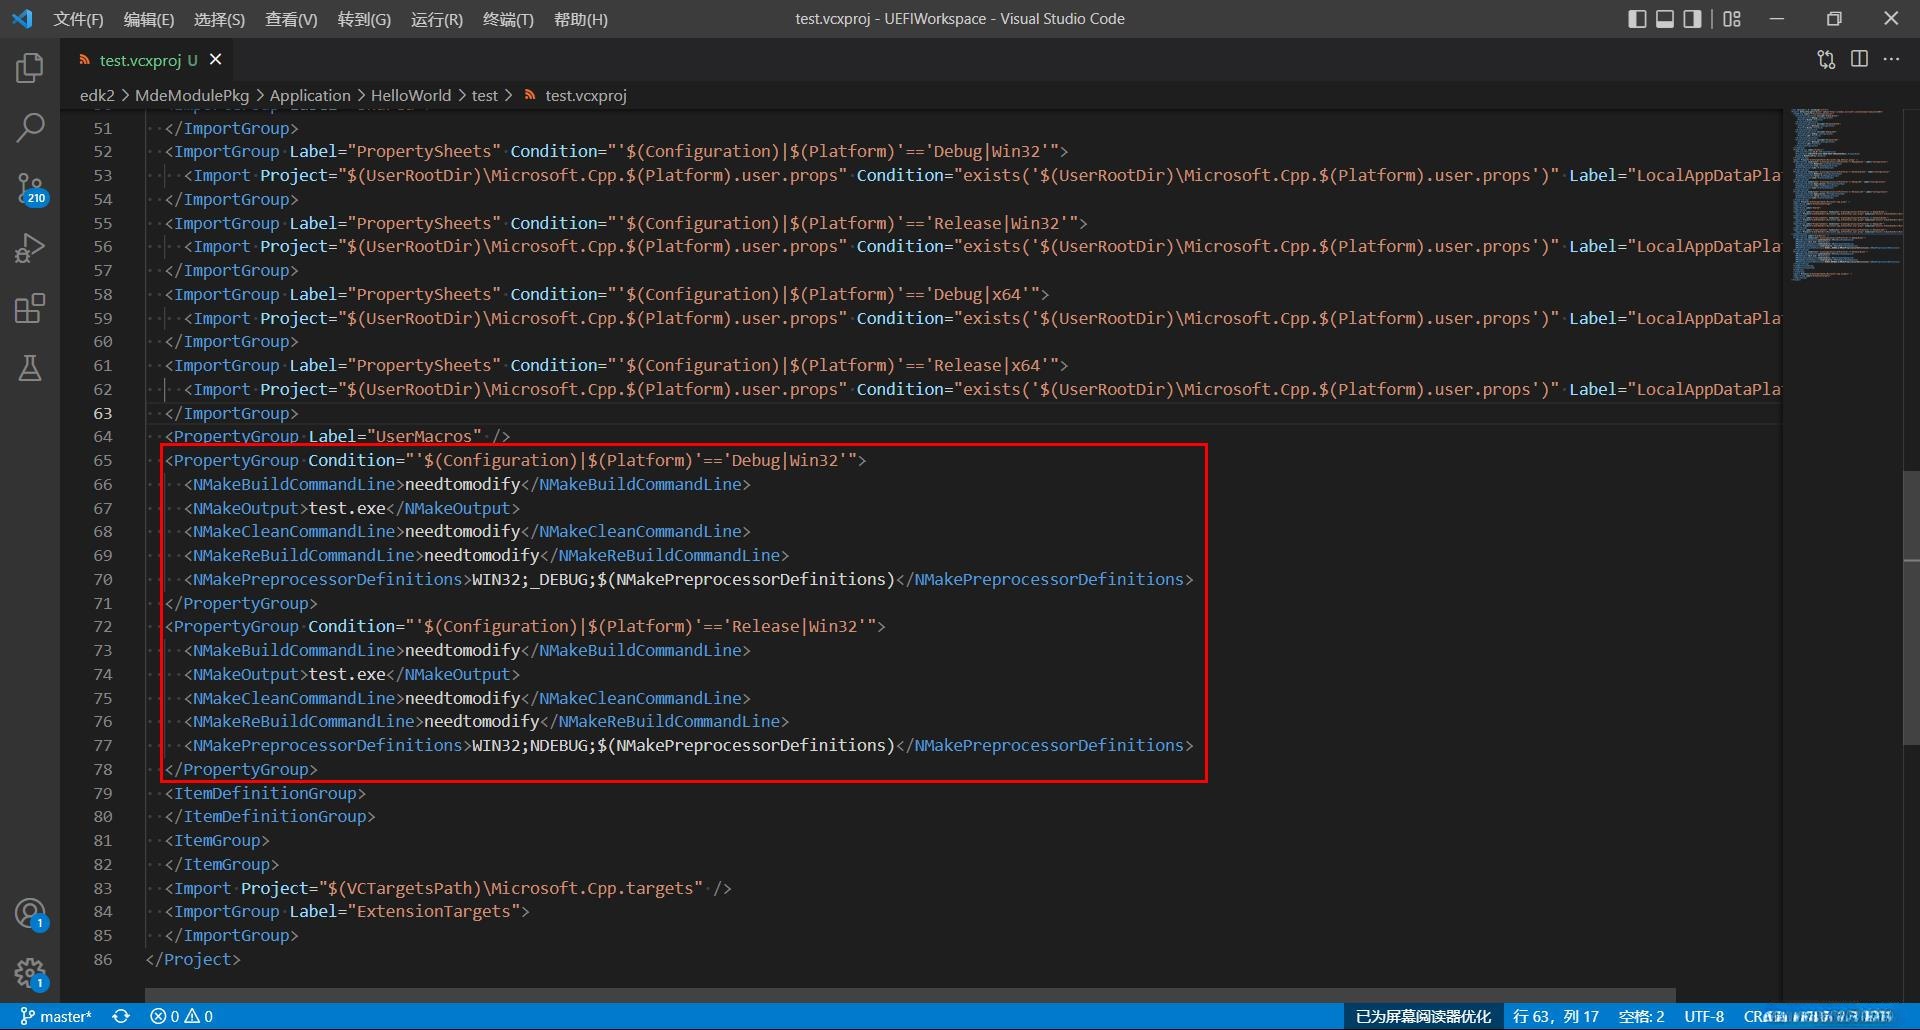 文件(F) 编辑(E) 选择(S) 查看(V) 转到(G) 运行(R) 终端(T) 帮助(H) test.vcxproj - UEFIWorkspace - Visual Studio Code
test.vcxproj U
edk2 > MdeModulePkg > Application > HelloWorld > test > test.vcxproj
51 </ImportGroup>
52 <ImportGroup Label="PropertySheets" Condition="'$(Configuration)|$(Platform)'=='Debug|Win32'">
53 <Import Project="$(UserRootDir)\Microsoft.Cpp.$(Platform).user.props" Condition="exists('$(UserRootDir)\Microsoft.Cpp.$(Platform).user.props')" Label="LocalAppDataPla
54 </ImportGroup>
55 <ImportGroup Label="PropertySheets" Condition="'$(Configuration)|$(Platform)'=='Release|Win32'">
56 <Import Project="$(UserRootDir)\Microsoft.Cpp.$(Platform).user.props" Condition="exists('$(UserRootDir)\Microsoft.Cpp.$(Platform).user.props')" Label="LocalAppDataPla
57 </ImportGroup>
58 <ImportGroup Label="PropertySheets" Condition="'$(Configuration)|$(Platform)'=='Debug|x64'">
59 <Import Project="$(UserRootDir)\Microsoft.Cpp.$(Platform).user.props" Condition="exists('$(UserRootDir)\Microsoft.Cpp.$(Platform).user.props')" Label="LocalAppDataPla
60 </ImportGroup>
61 <ImportGroup Label="PropertySheets" Condition="'$(Configuration)|$(Platform)'=='Release|x64'">
62 <Import Project="$(UserRootDir)\Microsoft.Cpp.$(Platform).user.props" Condition="exists('$(UserRootDir)\Microsoft.Cpp.$(Platform).user.props')" Label="LocalAppDataPla
63 </ImportGroup>
64 <PropertyGroup Label="UserMacros" />
65 <PropertyGroup Condition="'$(Configuration)|$(Platform)'=='Debug|Win32'">
66 <NMakeBuildCommandLine>needtomodify</NMakeBuildCommandLine>
67 <NMakeOutput>test.exe</NMakeOutput>
68 <NMakeCleanCommandLine>needtomodify</NMakeCleanCommandLine>
69 <NMakeReBuildCommandLine>needtomodify</NMakeReBuildCommandLine>
70 <NMakePreprocessorDefinitions>WIN32;_DEBUG;$(NMakePreprocessorDefinitions)</NMakePreprocessorDefinitions>
71 </PropertyGroup>
72 <PropertyGroup Condition="'$(Configuration)|$(Platform)'=='Release|Win32'">
73 <NMakeBuildCommandLine>needtomodify</NMakeBuildCommandLine>
74 <NMakeOutput>test.exe</NMakeOutput>
75 <NMakeCleanCommandLine>needtomodify</NMakeCleanCommandLine>
76 <NMakeReBuildCommandLine>needtomodify</NMakeReBuildCommandLine>
77 <NMakePreprocessorDefinitions>WIN32;NDEBUG;$(NMakePreprocessorDefinitions)</NMakePreprocessorDefinitions>
78 </PropertyGroup>
79 <ItemDefinitionGroup>
80 </ItemDefinitionGroup>
81 <ItemGroup>
82 </ItemGroup>
83 <Import Project="$(VCTargetsPath)\Microsoft.Cpp.targets" />
84 <ImportGroup Label="ExtensionTargets">
85 </ImportGroup>
86 </Project>
210
1
1
master* 0 0 已为屏幕阅读器优化 行 63，列 17 空格: 2 UTF-8